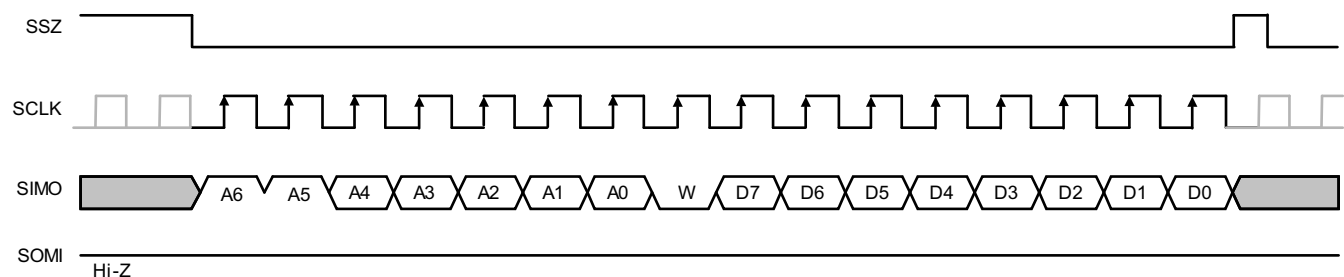 SSZ
SCLK
SIMO A6 A5 A4 A3 A2 A1 A0 W D7 D6 D5 D4 D3 D2 D1 D0
SOMI
Hi-Z